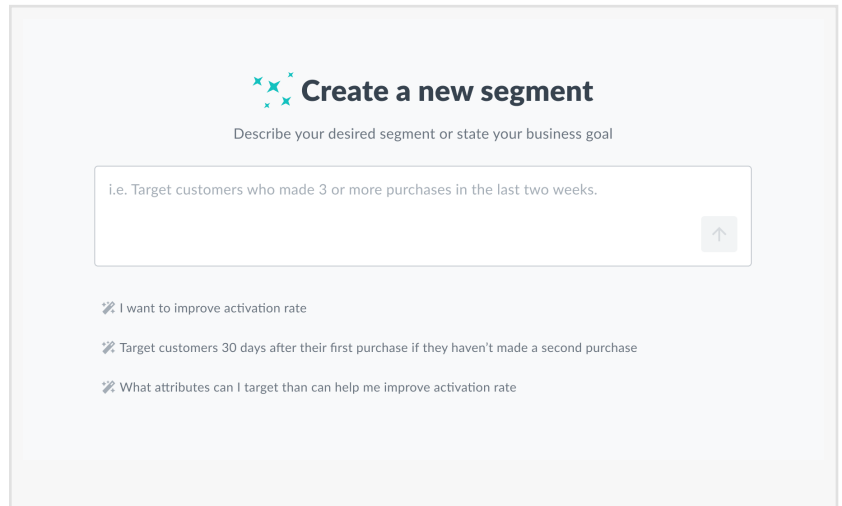 Create a new segment
Describe your desired segment or state your business goal
i.e. Target customers who made 3 or more purchases in the last two weeks.
I want to improve activation rate
Target customers 30 days after their first purchase if they haven't made a second purchase
What attributes can I target than can help me improve activation rate